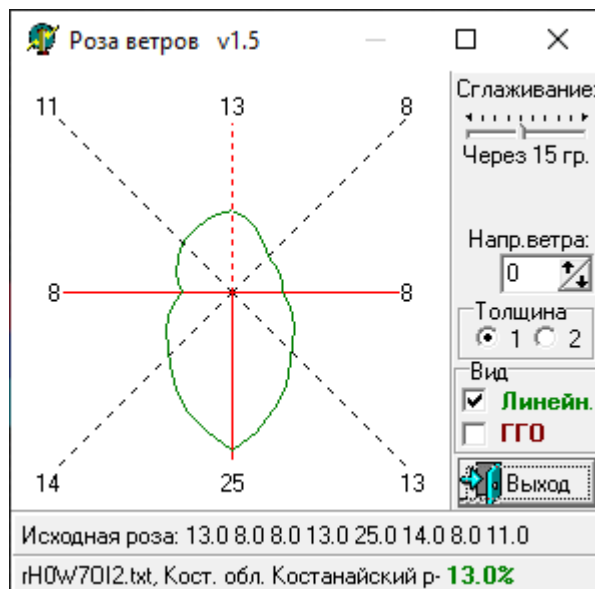 Роза ветров v1.5
11 13 8
8 8
14 25 13
Сглаживание:
Через 15 гр.
Напр.ветра:
0
Толщина
1 2
Вид
Линейн.
ГГО
Выход
Исходная роза: 13.0 8.0 8.0 13.0 25.0 14.0 8.0 11.0
rH0W7OI2.txt, Кост. обл. Костанайский р- 13.0%